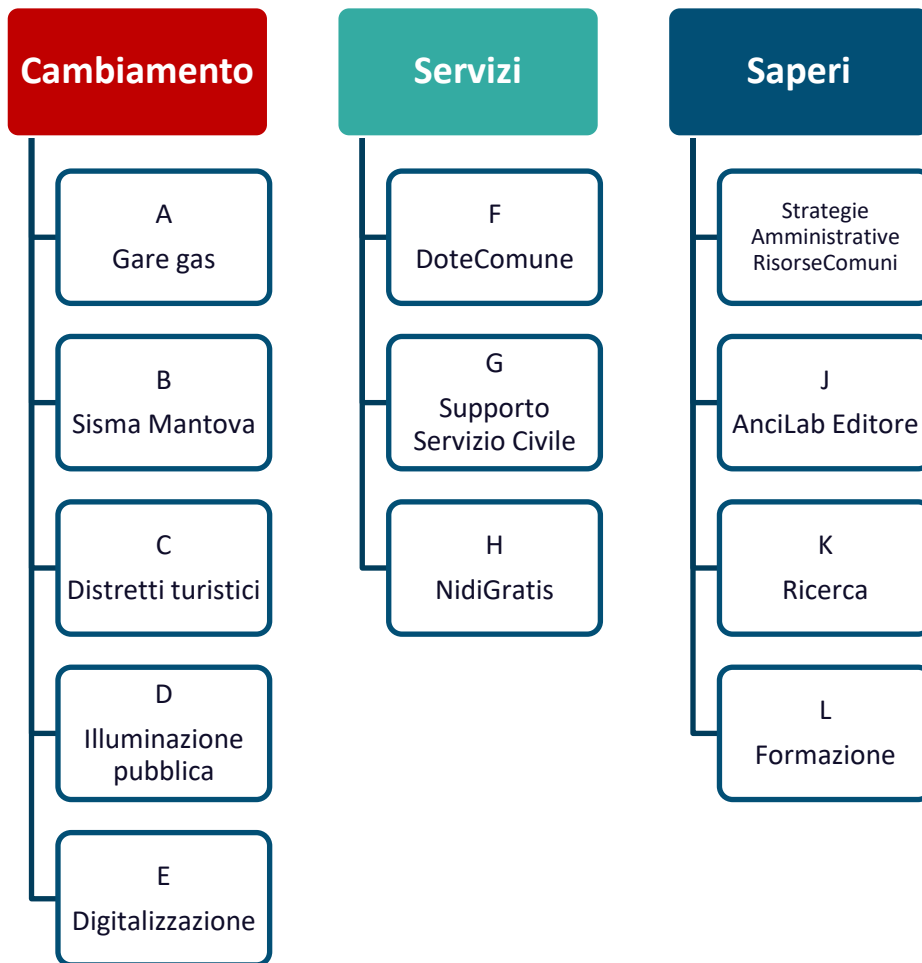 Cambiamento
A
Gare gas
B
Sisma Mantova
C
Distretti turistici
D
Illuminazione
pubblica
E
Digitalizzazione
Servizi
F
DoteComune
G
Supporto
Servizio Civile
H
NidiGratis
Saperi
Strategie
Amministrative
RisorseComuni
J
AnciLab Editore
K
Ricerca
L
Formazione